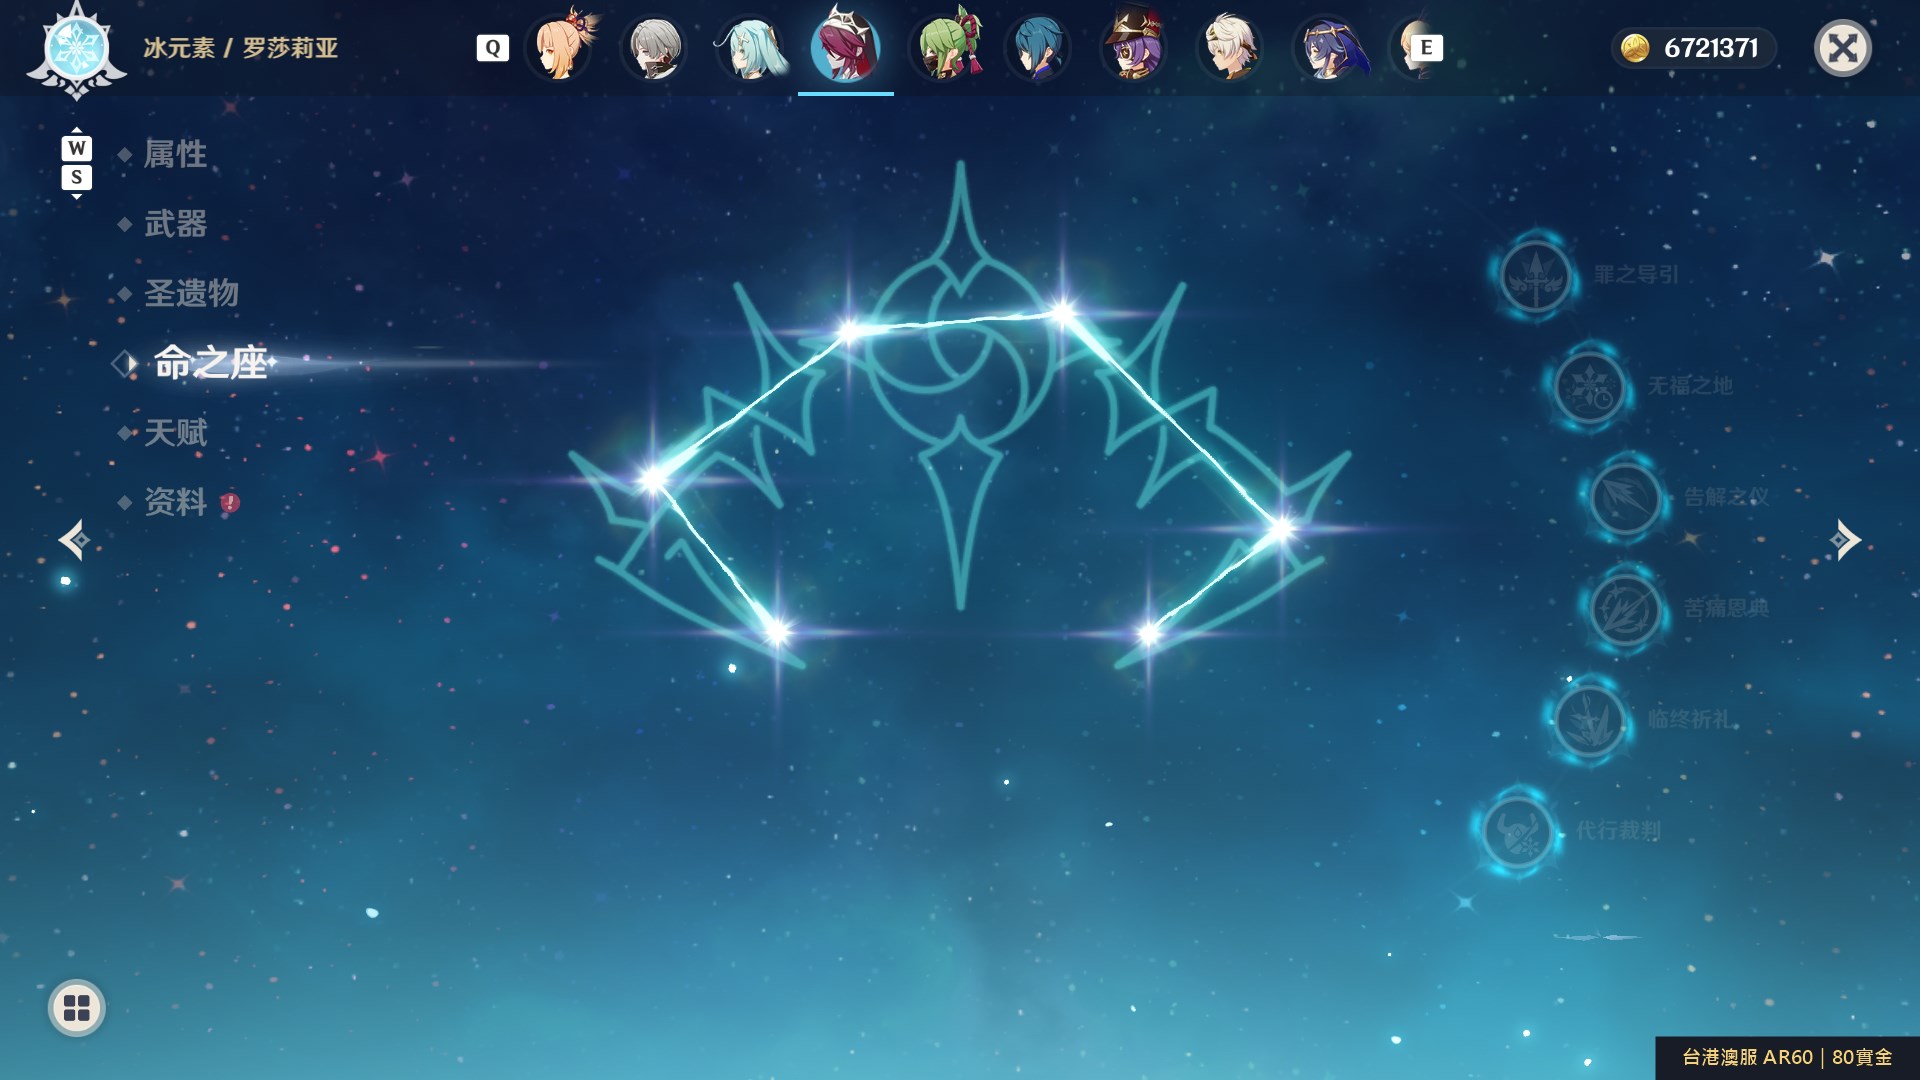 冰元素 / 罗莎莉亚
Q
E
6721371
W
S
属性
武器
圣遗物
命之座
天赋
资料
罪之导引
无福之地
告解之仪
苦痛恩典
临终祈礼
代行裁判
台港澳服 AR60 | 80實金